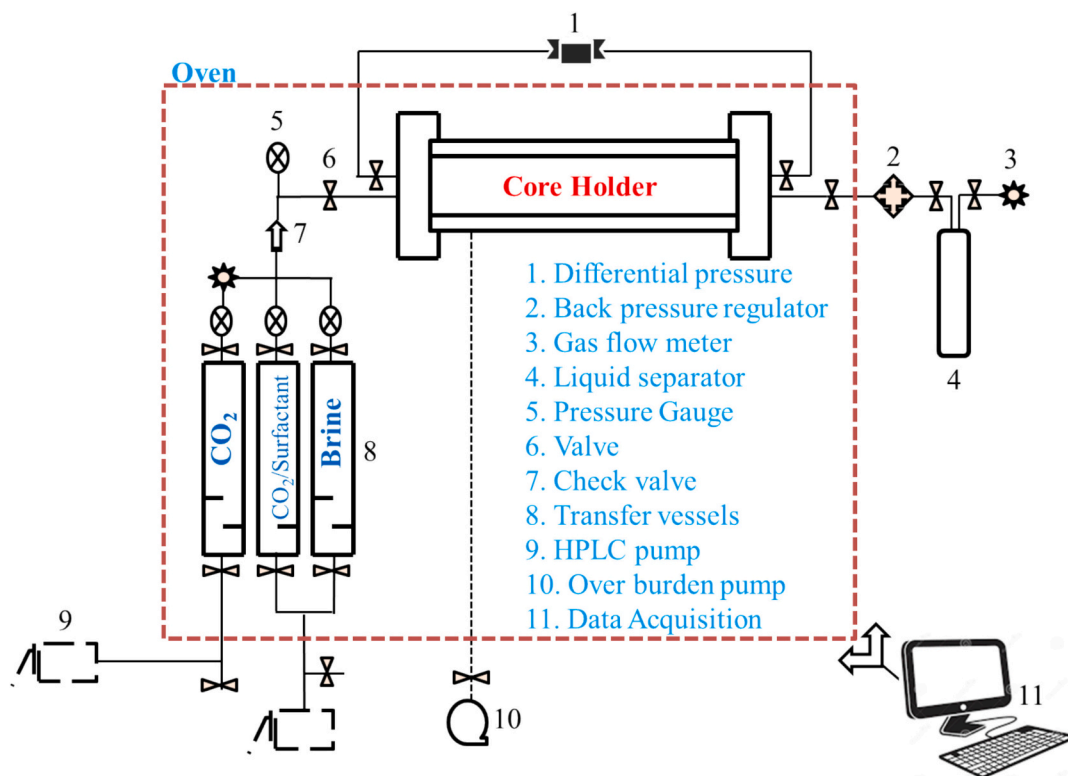 1
Oven
5
6
2
3
Core Holder
7
1. Differential pressure
2. Back pressure regulator
3. Gas flow meter
4. Liquid separator
5. Pressure Gauge
6. Valve
7. Check valve
8. Transfer vessels
9. HPLC pump
10. Over burden pump
11. Data Acquisition
4
CO₂
CO₂/Surfactant
Brine
8
9
10
11